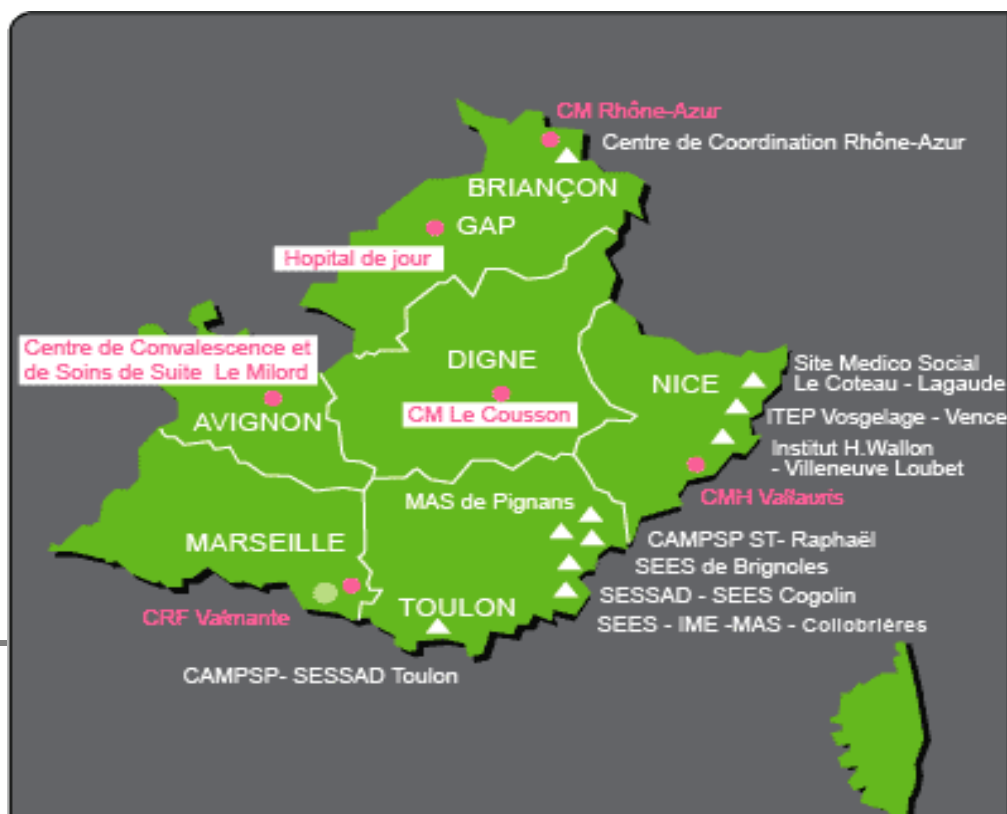 CM Rhône-Azur
Centre de Coordination Rhône-Azur
BRIANÇON
GAP
Hopital de jour
Centre de Convalescence et
de Soins de Suite Le Milord
AVIGNON
DIGNE
CM Le Cousson
NICE
Site Medico Social
Le Coteau - Lagaude
ITEP Vosgelage - Vence
Institut H.Wallon
- Villeneuve Loubet
CMH Vallauris
MAS de Pignans
MARSEILLE
CAMPSP ST- Raphaël
SEES de Brignoles
SESSAD - SEES Cogolin
SEES - IME -MAS - Collobrières
TOULON
CRF Valmante
CAMPSP- SESSAD Toulon